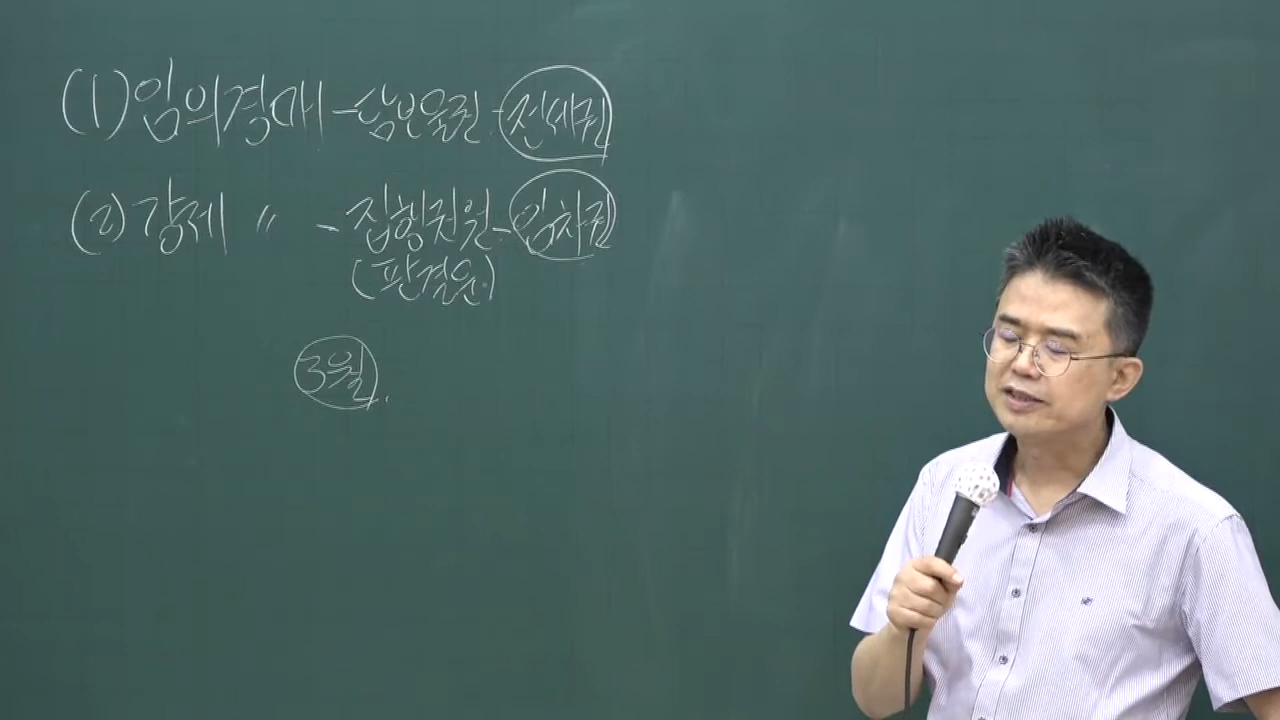 (1) 임의경매 - 담보물권 - 전세권
(2) 강제 〃 - 집행권원 - 임차권
(판결문)
3월.